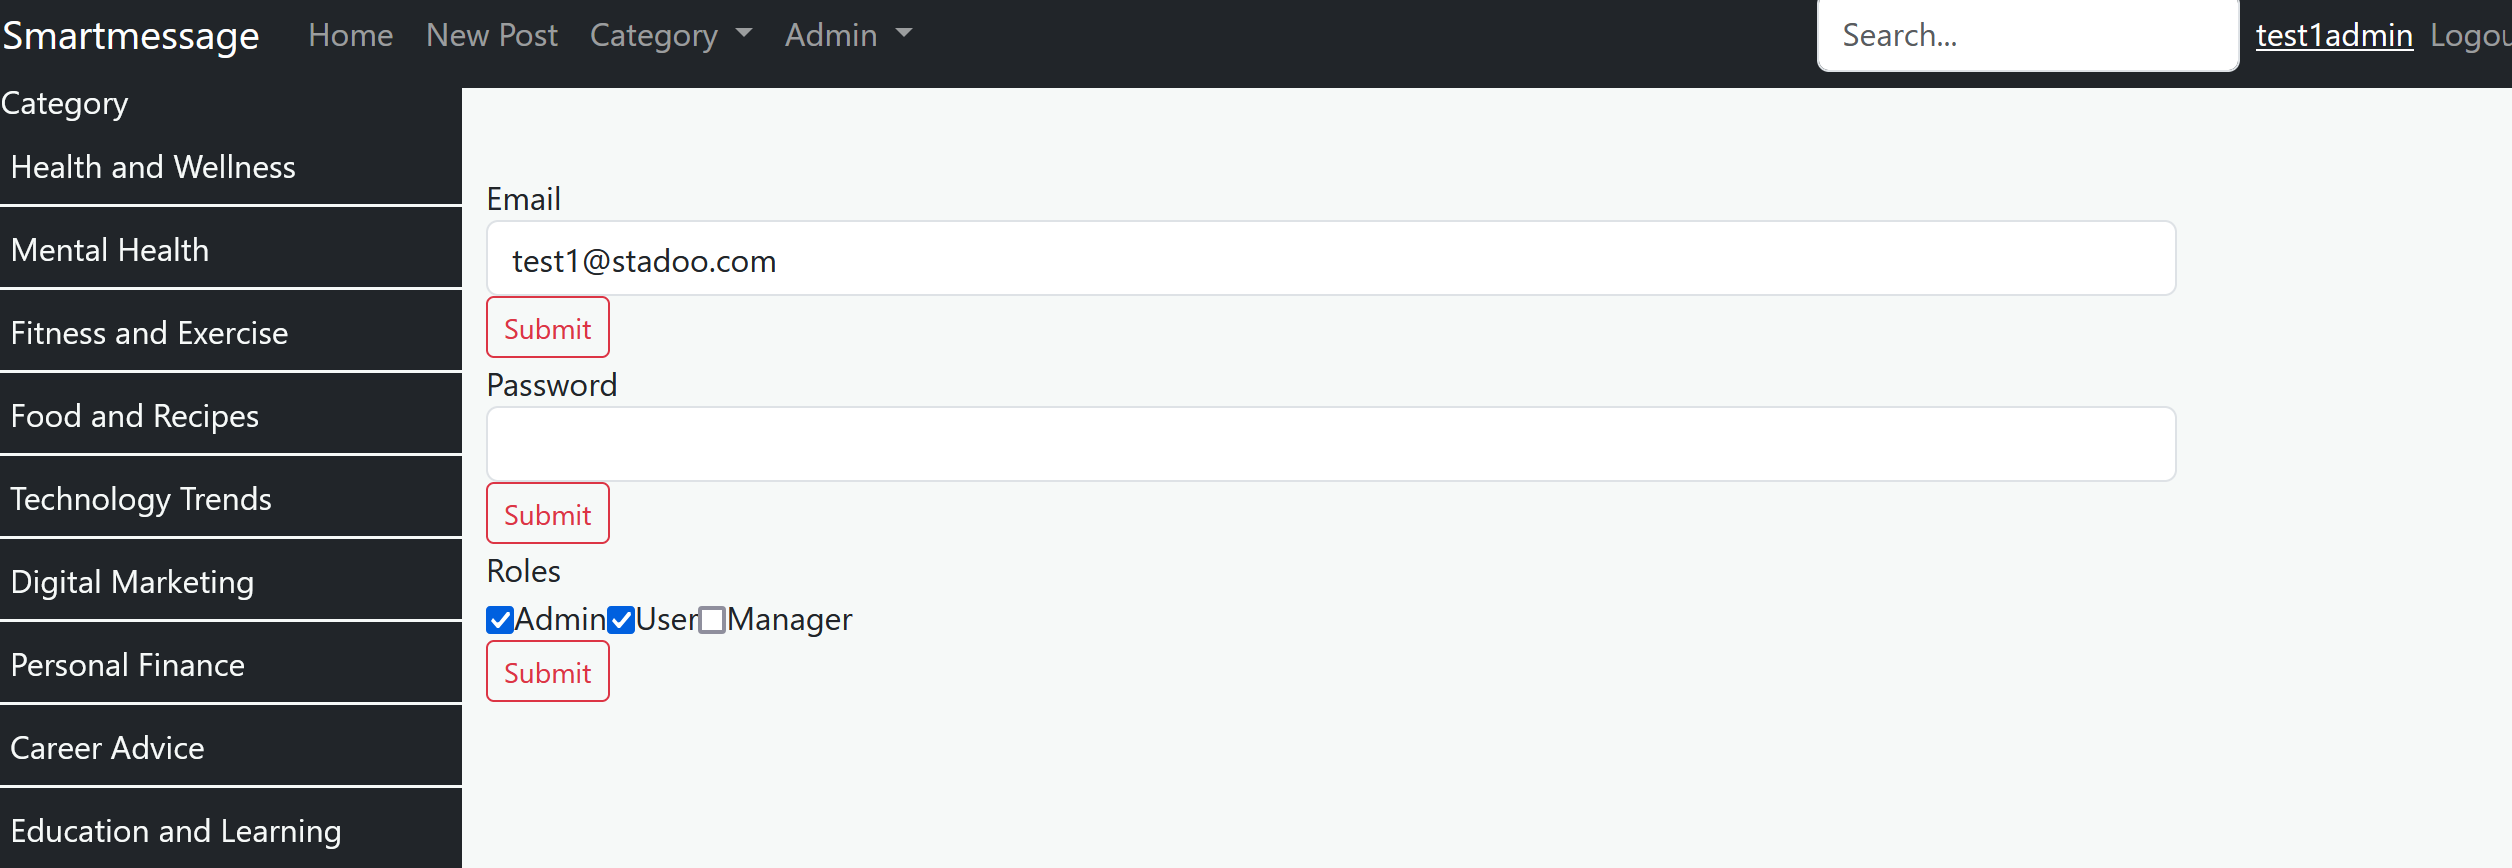 Smartmessage Home New Post Category Admin Search... test1admin Logou
Category
Health and Wellness
Mental Health
Fitness and Exercise
Food and Recipes
Technology Trends
Digital Marketing
Personal Finance
Career Advice
Education and Learning
Email
test1@stadoo.com
Submit
Password
Submit
Roles
Admin User Manager
Submit